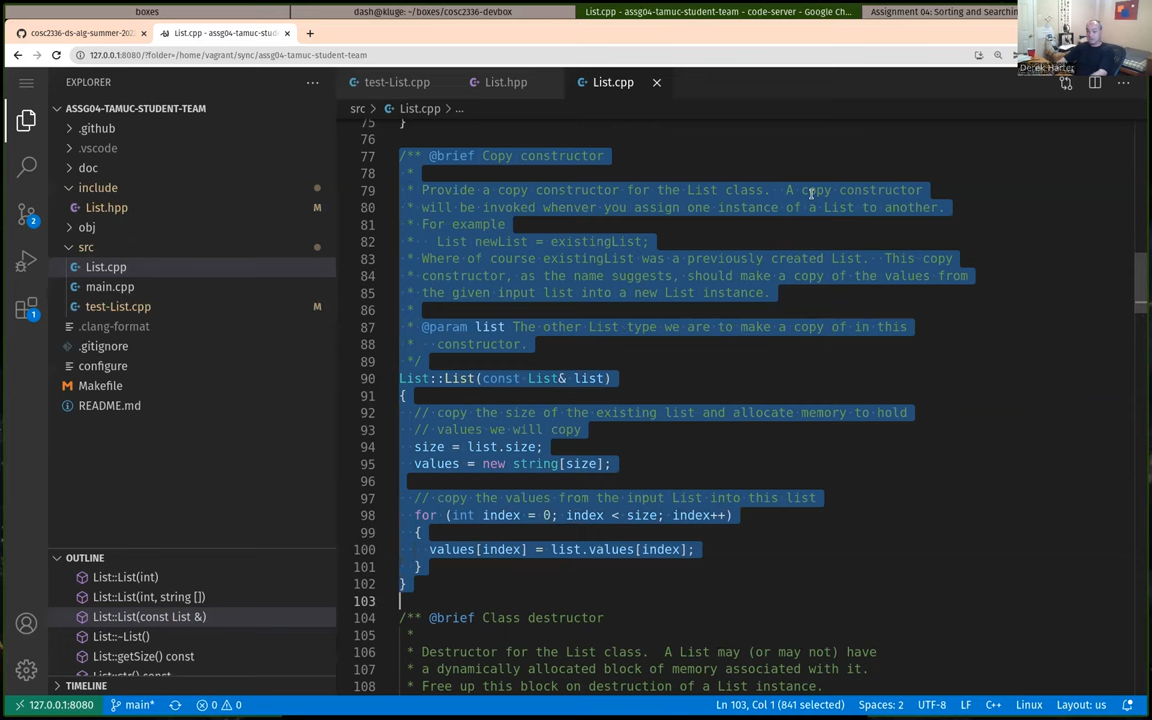 boxes
dash@kluge: ~/boxes/cosc2336-devbox
List.cpp - assg04-tamuc-student-team - code-server - Google Ch...
Assignment 04: Sorting and Searchin
cosc2336-ds-alg-summer-202
List.cpp - assg04-tamuc-stu
127.0.0.1:8080/?folder=/home/vagrant/sync/assg04-tamuc-student-team
Derek Harter
EXPLORER
test-List.cpp
List.hpp
List.cpp
ASSG04-TAMUC-STUDENT-TEAM
src > List.cpp > ...
.github
.vscode
doc
include
List.hpp M
obj
src
List.cpp
main.cpp
test-List.cpp M
.clang-format
.gitignore
configure
Makefile
README.md
2
1
OUTLINE
List::List(int)
List::List(int, string [])
List::List(const List &)
List::~List()
List::getSize() const
List::str() const
TIMELINE
75 }
76
77 /** @brief Copy constructor
78 *
79 * Provide a copy constructor for the List class.  A copy constructor
80 * will be invoked whenver you assign one instance of a List to another.
81 * For example
82 *   List newList = existingList;
83 * Where of course existingList was a previously created List.  This copy
84 * constructor, as the name suggests, should make a copy of the values from
85 * the given input list into a new List instance.
86 *
87 * @param list The other List type we are to make a copy of in this
88 *   constructor.
89 */
90 List::List(const List& list)
91 {
92 // copy the size of the existing list and allocate memory to hold
93 // values we will copy
94 size = list.size;
95 values = new string[size];
96
97 // copy the values from the input List into this list
98 for (int index = 0; index < size; index++)
99 {
100 values[index] = list.values[index];
101 }
102 }
103
104 /** @brief Class destructor
105 *
106 * Destructor for the List class.  A List may (or may not) have
107 * a dynamically allocated block of memory associated with it.
108 * Free up this block on destruction of a List instance.
127.0.0.1:8080
main*
0
0
Ln 103, Col 1 (841 selected)
Spaces: 2
UTF-8
LF
C++
Linux
Layout: us